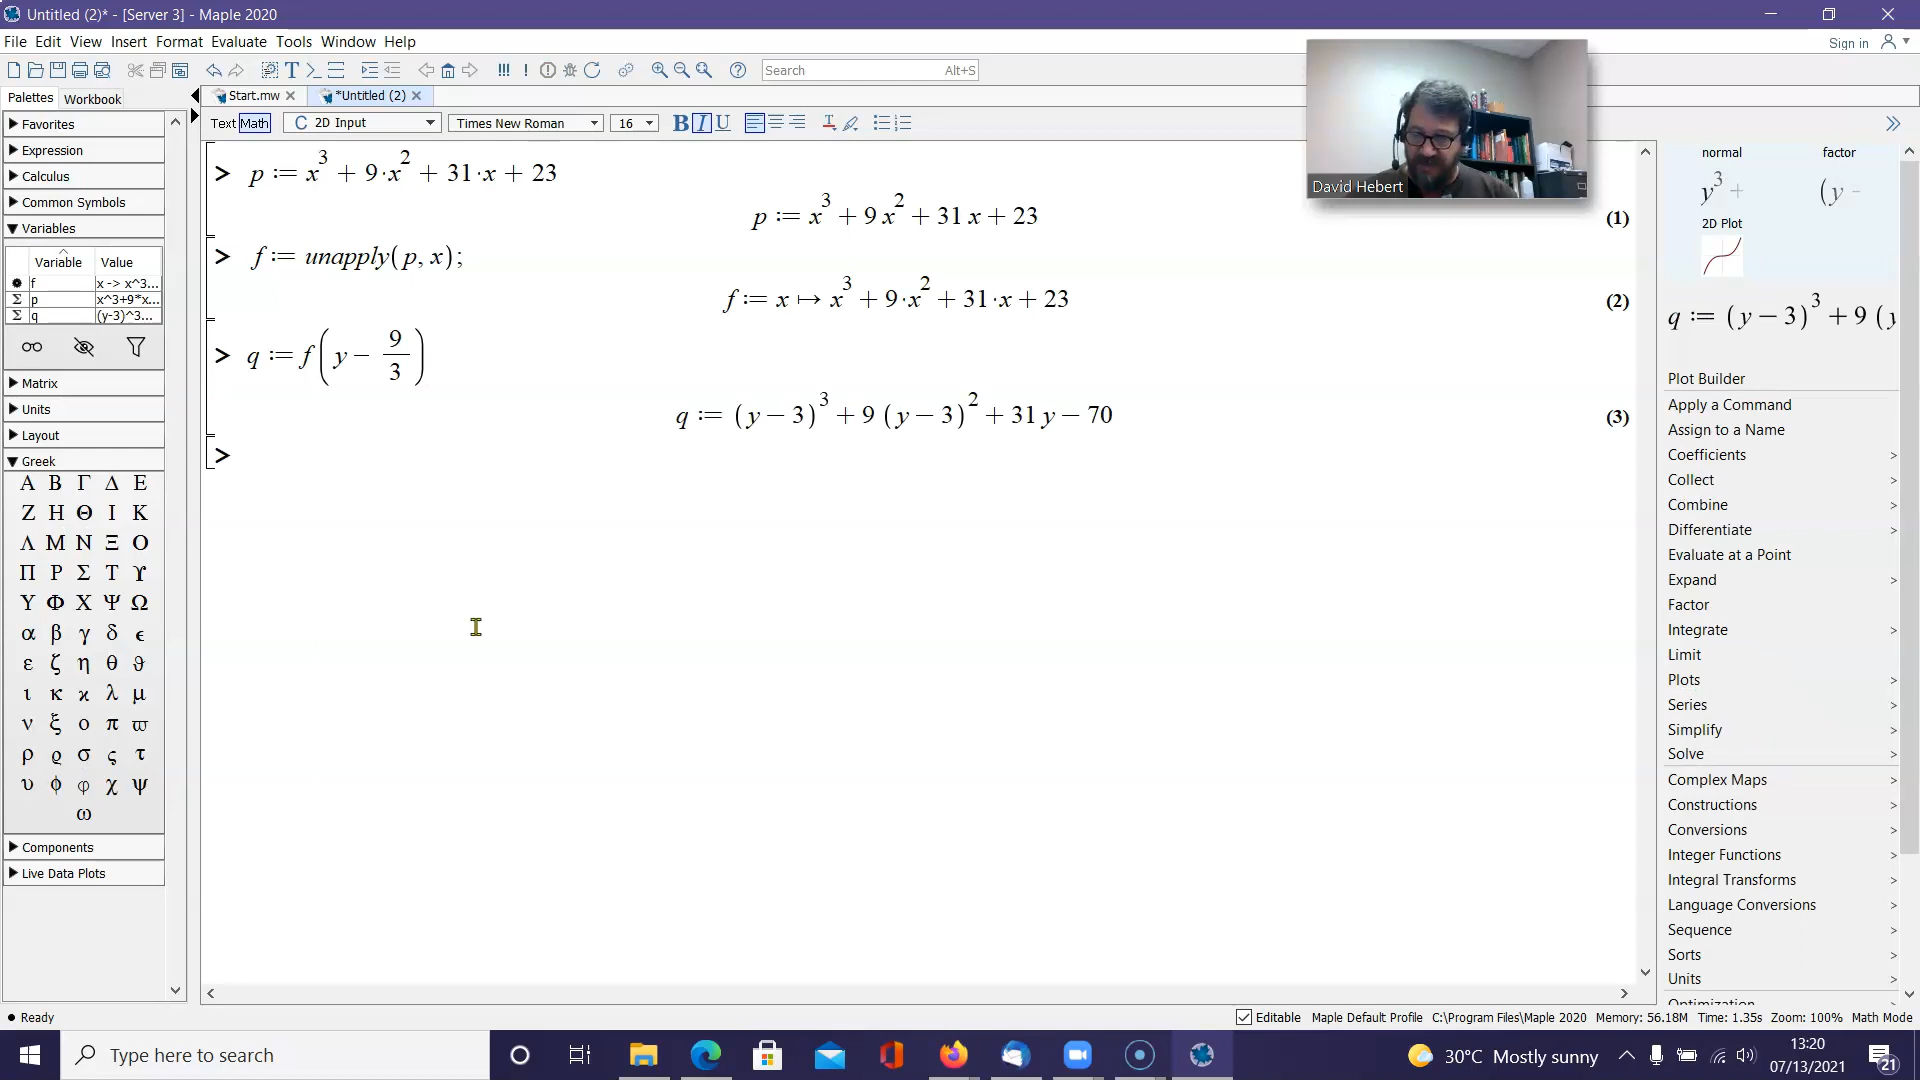 Untitled (2)* - [Server 3] - Maple 2020
File Edit View Insert Format Evaluate Tools Window Help
Sign in
Search Alt+S
Palettes Workbook
Start.mw *Untitled (2)
Text Math C 2D Input Times New Roman 16 B I U
Favorites
Expression
Calculus
Common Symbols
Variables
Variable Value
f x -> x^3...
p x^3+9*x...
q (y-3)^3...
Matrix
Units
Layout
Greek
Α Β Γ Δ Ε
Ζ Η Θ Ι Κ
Λ Μ Ν Ξ Ο
Π Ρ Σ Τ ϒ
Υ Φ Χ Ψ Ω
α β γ δ ϵ
ε ζ η θ ϑ
ι κ ϰ λ μ
ν ξ ο π ϖ
ρ ϱ σ ς τ
υ ϕ φ χ ψ
ω
Components
Live Data Plots
> p := x^3 + 9·x^2 + 31·x + 23
p := x^3 + 9 x^2 + 31 x + 23 (1)
> f := unapply(p, x);
f := x ↦ x^3 + 9·x^2 + 31·x + 23 (2)
> q := f(y − 9/3)
q := (y − 3)^3 + 9 (y − 3)^2 + 31 y − 70 (3)
>
David Hebert
normal factor
y^3 + (y −
2D Plot
q := (y − 3)^3 + 9 (y
Plot Builder
Apply a Command
Assign to a Name
Coefficients >
Collect >
Combine >
Differentiate >
Evaluate at a Point
Expand >
Factor
Integrate >
Limit
Plots >
Series >
Simplify >
Solve >
Complex Maps >
Constructions >
Conversions >
Integer Functions >
Integral Transforms >
Language Conversions >
Sequence >
Sorts >
Units >
Optimization
Ready
Editable Maple Default Profile C:\Program Files\Maple 2020 Memory: 56.18M Time: 1.35s Zoom: 100% Math Mode
Type here to search
30°C Mostly sunny
13:20
07/13/2021
21